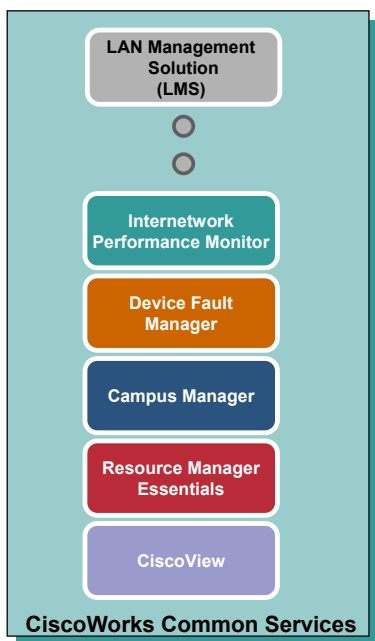 LAN Management
Solution
(LMS)
Internetwork
Performance Monitor
Device Fault
Manager
Campus Manager
Resource Manager
Essentials
CiscoView
CiscoWorks Common Services